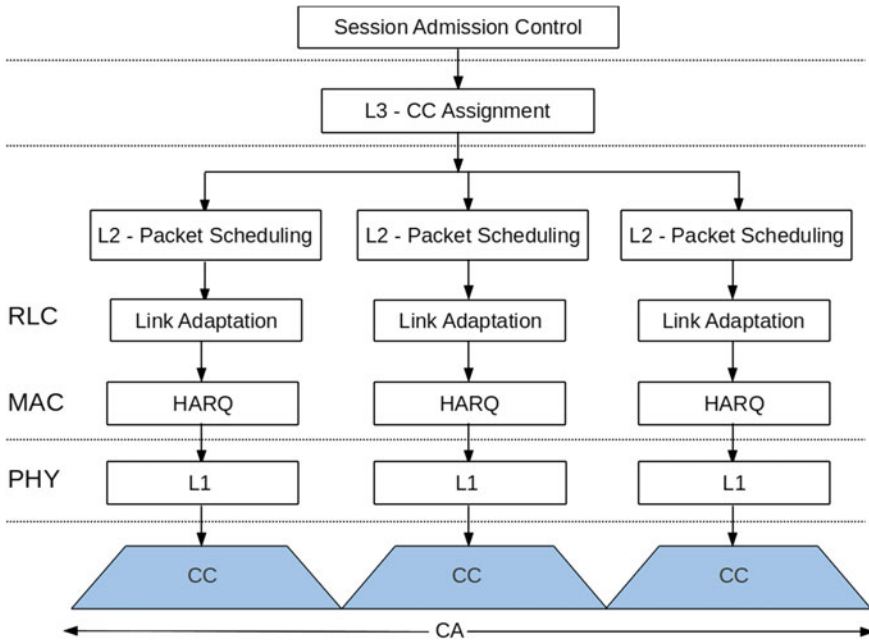 Session Admission Control
L3 - CC Assignment
L2 - Packet Scheduling L2 - Packet Scheduling L2 - Packet Scheduling
RLC Link Adaptation Link Adaptation Link Adaptation
MAC HARQ HARQ HARQ
PHY L1 L1 L1
CC CC CC
CA